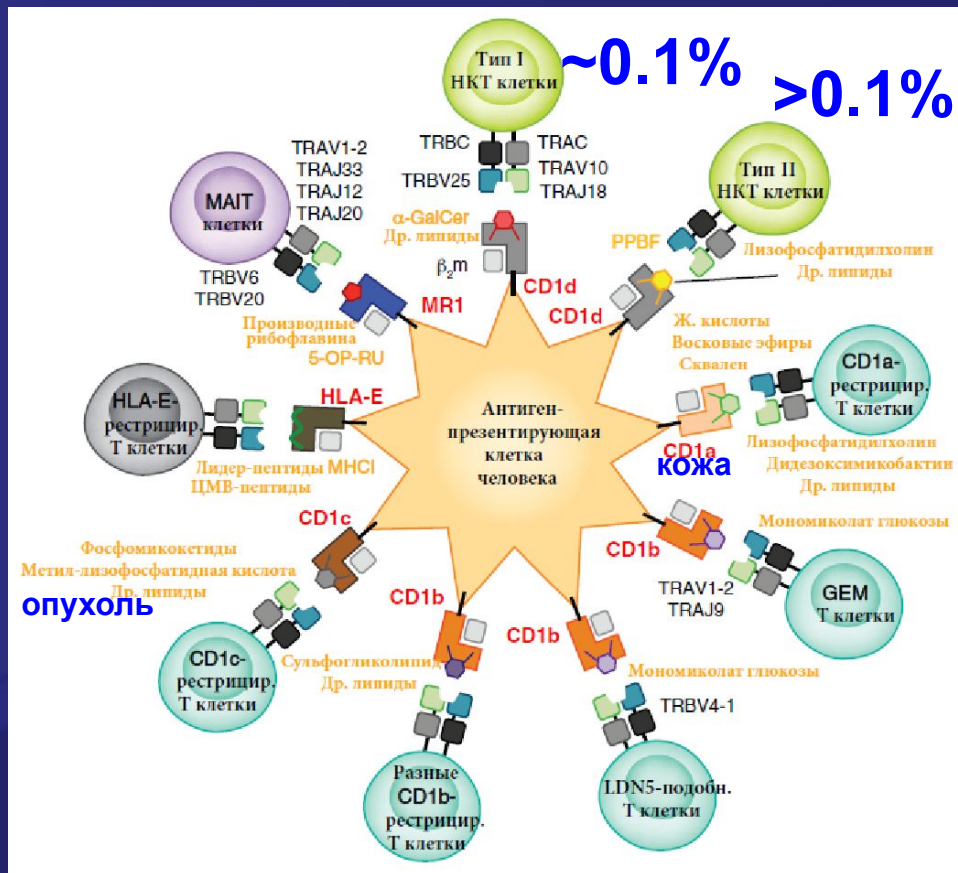 Тип I
НКТ клетки
~0.1%
>0.1%
TRBC
TRBV25
TRAC
TRAV10
TRAJ18
α-GalCer
Др. липиды
β2m
CD1d
Тип II
НКТ клетки
PPBF
Лизофосфатидилхолин
Др. липиды
CD1d
TRAV1-2
TRAJ33
TRAJ12
TRAJ20
MAIT
клетки
TRBV6
TRBV20
MR1
Производные
рибофлавина
5-OP-RU
Ж. кислоты
Восковые эфиры
Сквален
CD1a-
рестрицир.
Т клетки
CD1a
кожа
Лизофосфатидилхолин
Дидезоксимикобактин
Др. липиды
HLA-E-
рестрицир.
Т клетки
HLA-E
Лидер-пептиды MHCI
ЦМВ-пептиды
Антиген-
презентирующая
клетка
человека
Мономиколат глюкозы
CD1b
TRAV1-2
TRAJ9
GEM
Т клетки
CD1c
Фосфомикокетиды
Метил-лизофосфатидная кислота
Др. липиды
опухоль
CD1c-
рестрицир.
Т клетки
CD1b
Сульфогликолипид
Др. липиды
Разные
CD1b-
рестрицир.
Т клетки
CD1b
Мономиколат глюкозы
TRBV4-1
LDN5-подобн.
Т клетки